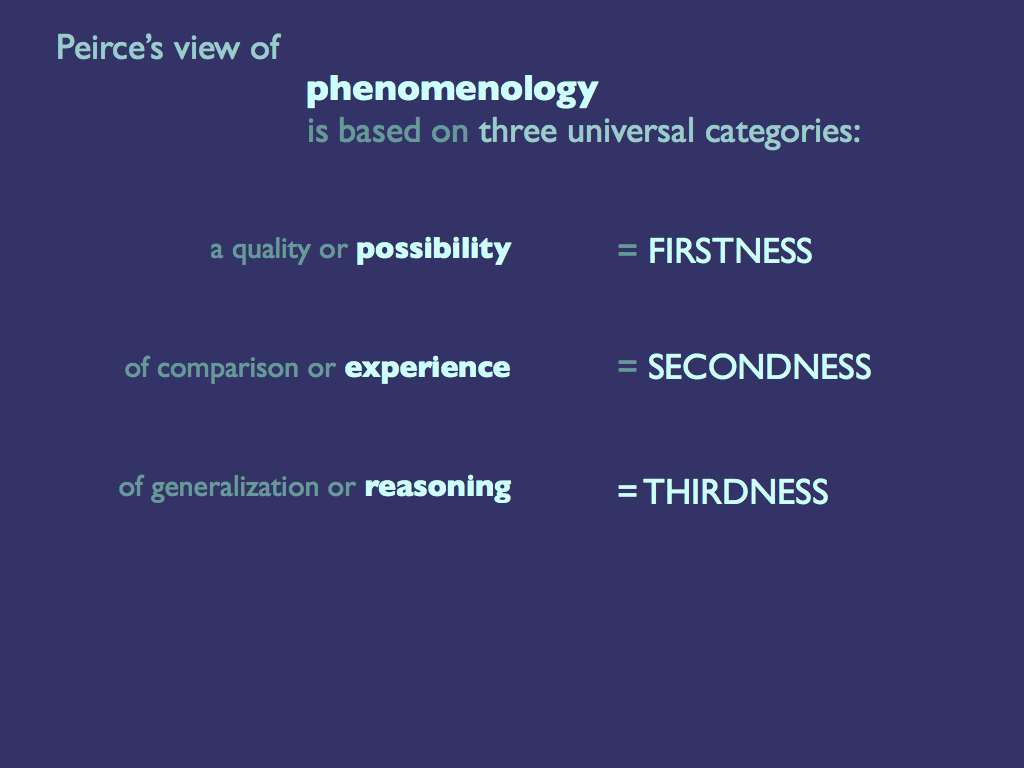 Peirce’s view of
phenomenology
is based on three universal categories:
a quality or possibility = FIRSTNESS
of comparison or experience = SECONDNESS
of generalization or reasoning = THIRDNESS